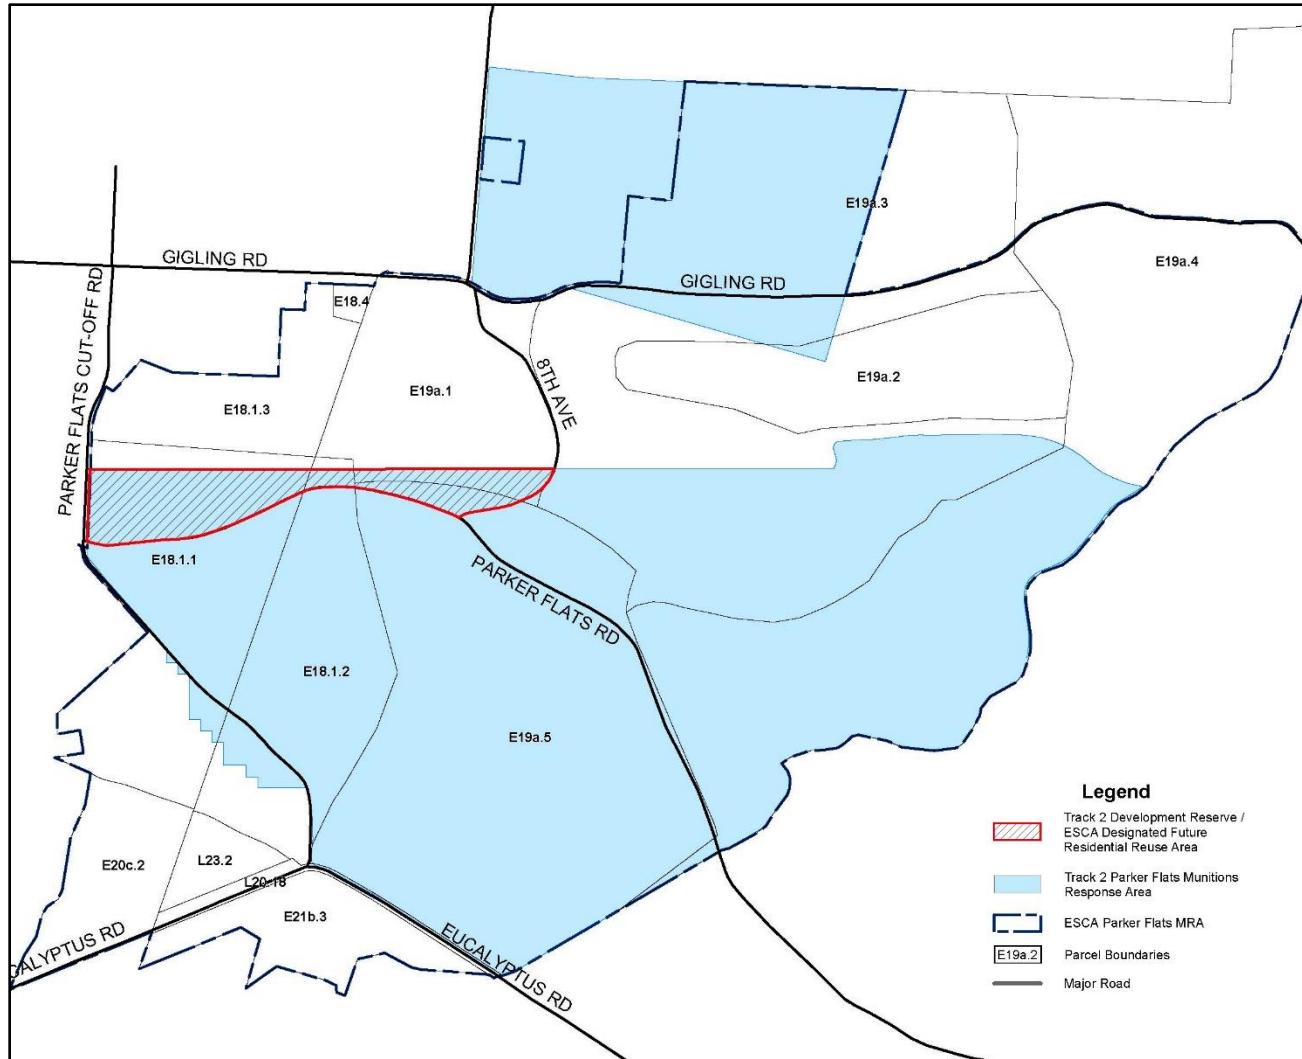 E19a.3
GIGLING RD
E19a.4
GIGLING RD
E18.4
PARKER FLATS CUT-OFF RD
8TH AVE
E19a.2
E19a.1
E18.1.3
E18.1.1
PARKER FLATS RD
E18.1.2
E19a.5
Legend
Track 2 Development Reserve /
ESCA Designated Future
Residential Reuse Area
Track 2 Parker Flats Munitions
Response Area
ESCA Parker Flats MRA
E19a.2 Parcel Boundaries
Major Road
E20c.2
L23.2
L20.18
E21b.3
CALYPTUS RD
EUCALYPTUS RD